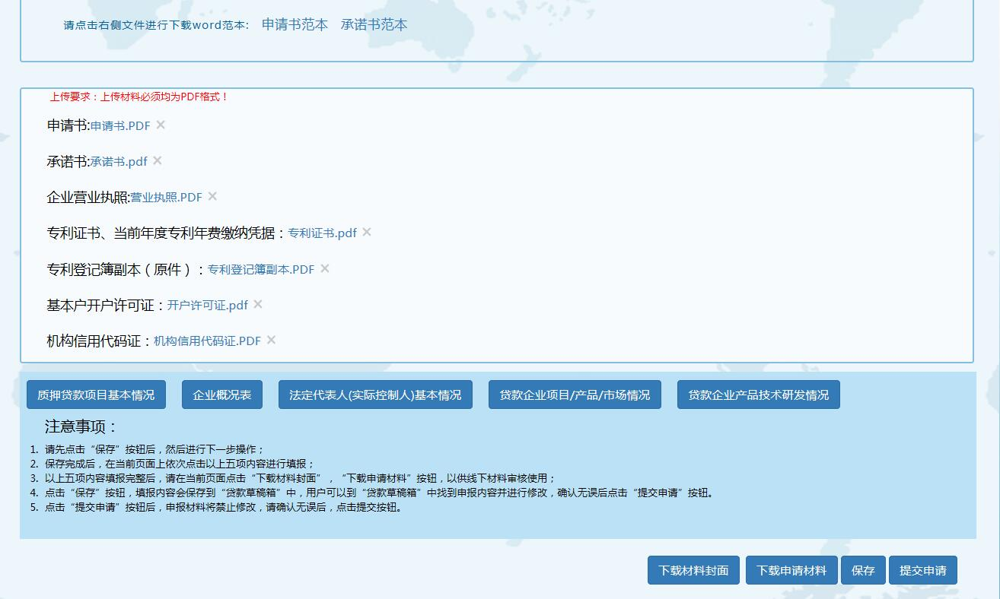 请点击右侧文件进行下载word范本： 申请书范本 承诺书范本
上传要求：上传材料必须均为PDF格式！
申请书:申请书.PDF ×
承诺书:承诺书.pdf ×
企业营业执照:营业执照.PDF ×
专利证书、当前年度专利年费缴纳凭据：专利证书.pdf ×
专利登记簿副本（原件）：专利登记簿副本.PDF ×
基本户开户许可证：开户许可证.pdf ×
机构信用代码证：机构信用代码证.PDF ×
质押贷款项目基本情况 企业概况表 法定代表人(实际控制人)基本情况 贷款企业项目/产品/市场情况 贷款企业产品技术研发情况
注意事项：
1. 请先点击“保存”按钮后，然后进行下一步操作；
2. 保存完成后，在当前页面上依次点击以上五项内容进行填报；
3. 以上五项内容填报完整后，请在当前页面点击“下载材料封面”，“下载申请材料”按钮，以供线下材料审核使用；
4. 点击“保存”按钮，填报内容会保存到“贷款草稿箱”中，用户可以到“贷款草稿箱”中找到申报内容并进行修改，确认无误后点击“提交申请”按钮。
5. 点击“提交申请”按钮后，申报材料将禁止修改，请确认无误后，点击提交按钮。
下载材料封面 下载申请材料 保存 提交申请